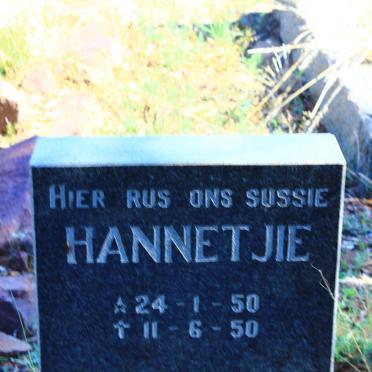 HIER RUS ONS SUSSIE
HANNETJIE
☆ 24 - 1 - 50
✝ 11 - 6 - 50